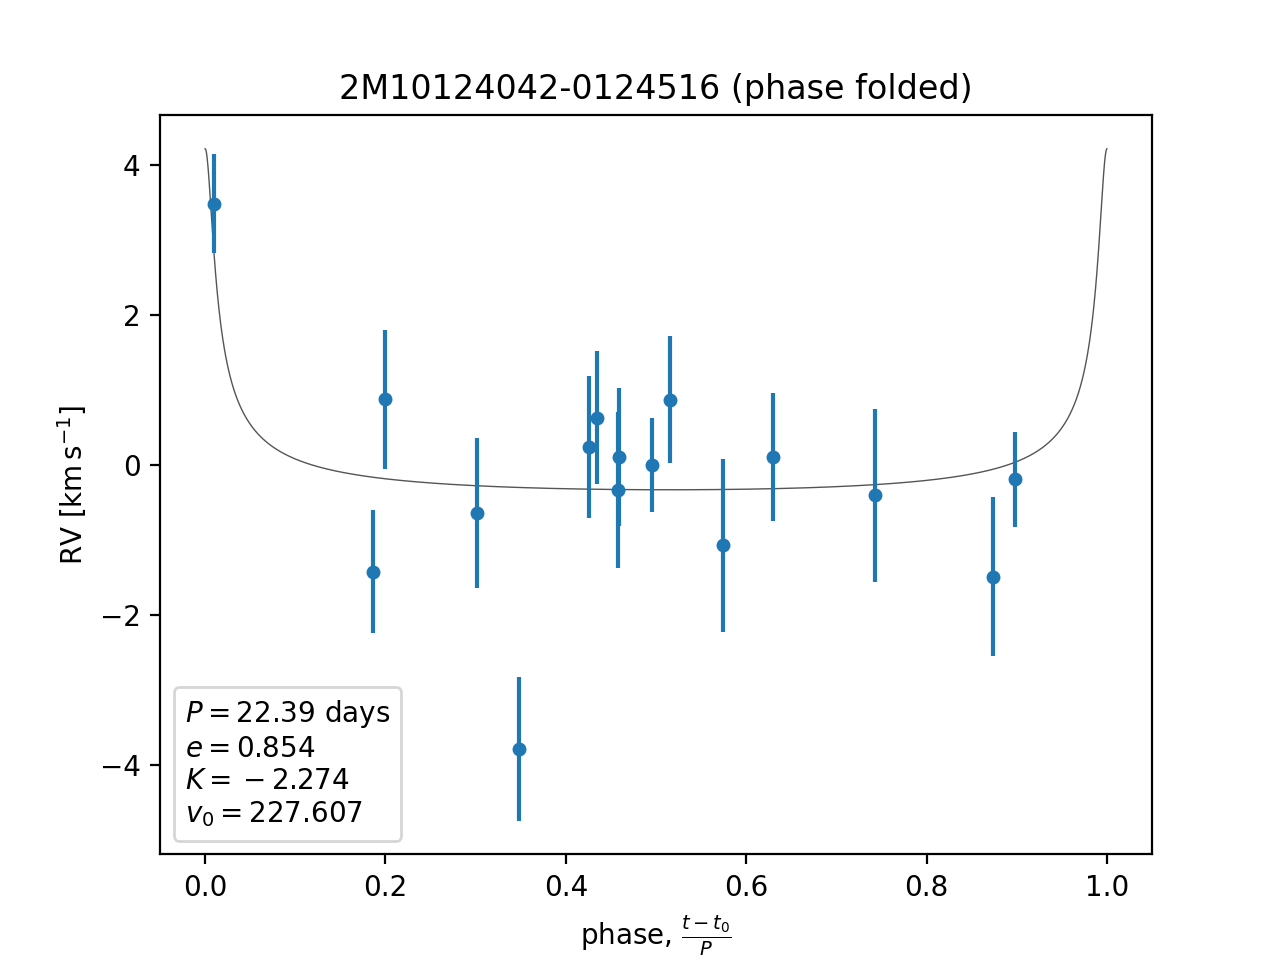 2M10124042-0124516 (phase folded)
4
2
0
−2
−4
RV [km s⁻¹]
P = 22.39 days
e = 0.854
K = −2.274
v₀ = 227.607
0.0 0.2 0.4 0.6 0.8 1.0
phase, (t − t₀)/P